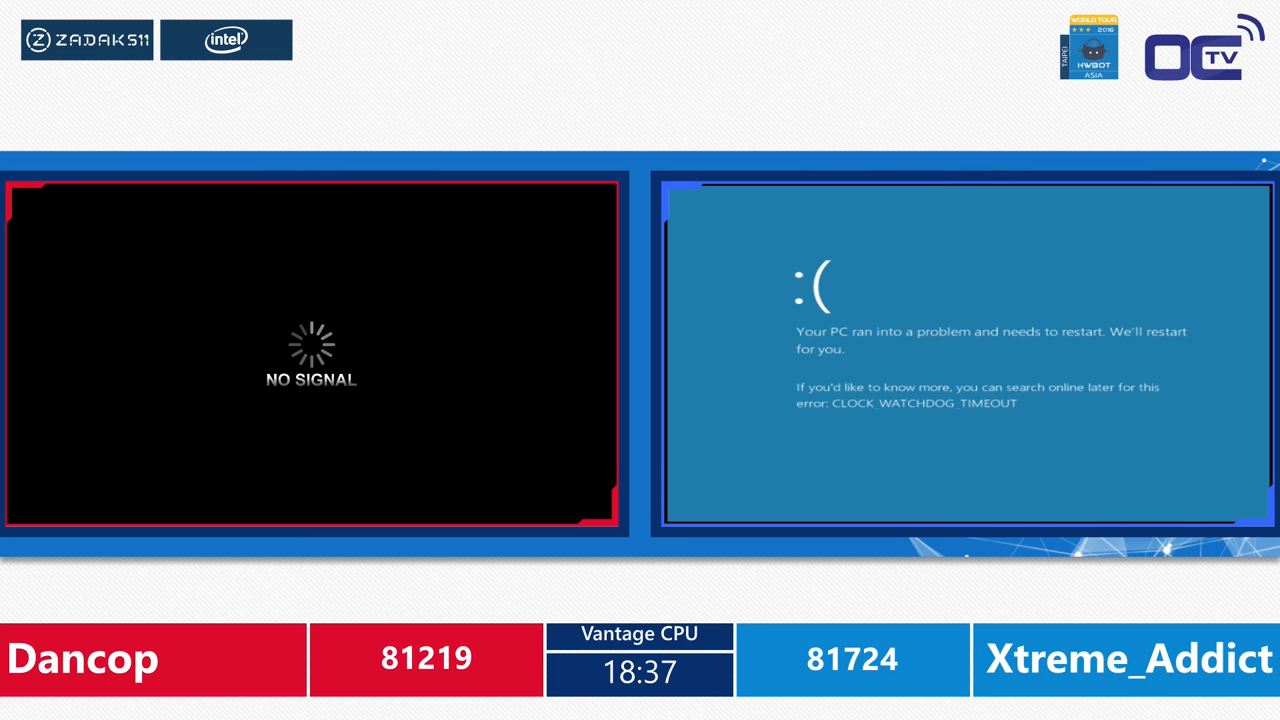 ZADAK511
intel
WORLD TOUR
2016
TAIPEI
HWBOT
ASIA
OC TV
NO SIGNAL
:(
Your PC ran into a problem and needs to restart. We'll restart
for you.
If you'd like to know more, you can search online later for this
error: CLOCK_WATCHDOG_TIMEOUT
Dancop
81219
Vantage CPU
18:37
81724
Xtreme_Addict